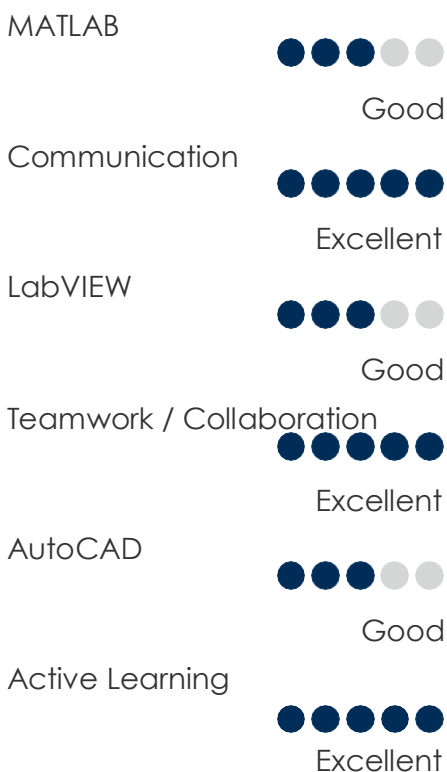 MATLAB
Good
Communication
Excellent
LabVIEW
Good
Teamwork / Collaboration
Excellent
AutoCAD
Good
Active Learning
Excellent